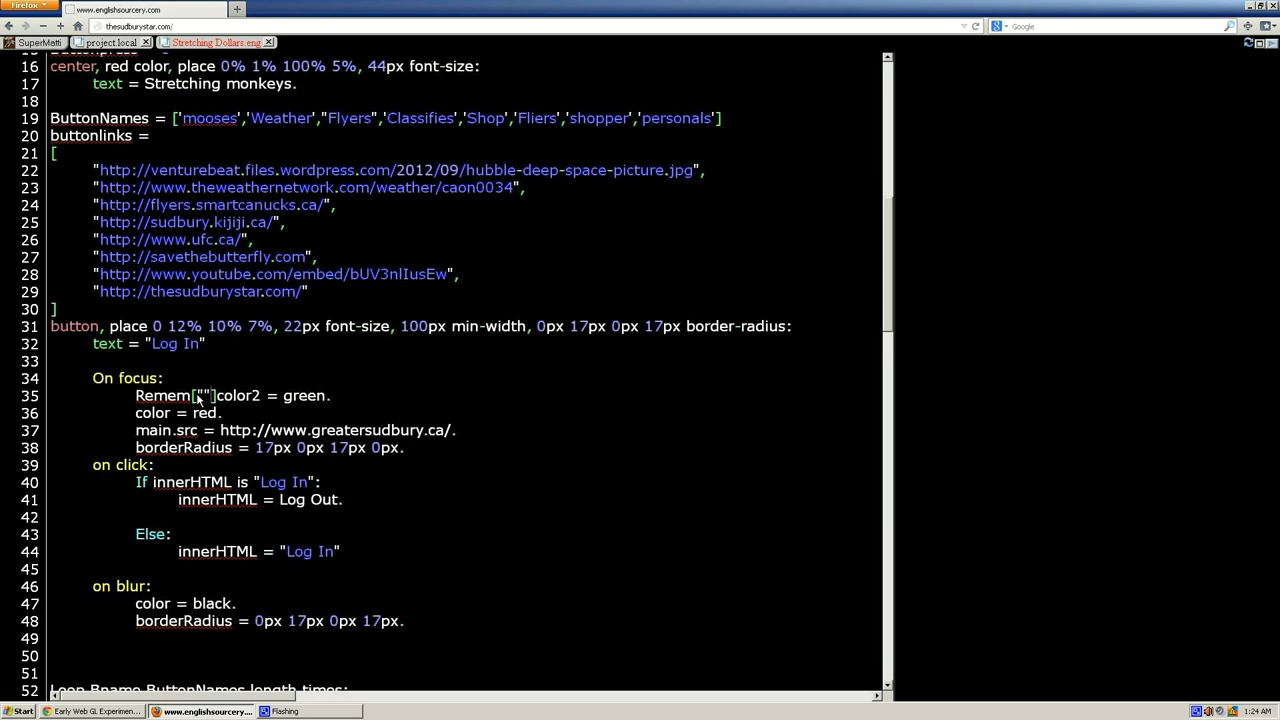 Firefox
www.englishsourcery.com
thesudburystar.com/
Google
SuperMatti project.local Stretching Dollars.eng
16 center, red color, place 0% 1% 100% 5%, 44px font-size:
17 text = Stretching monkeys.
18
19 ButtonNames = ['mooses','Weather',"Flyers",'Classifies','Shop','Fliers','shopper','personals']
20 buttonlinks =
21 [
22 "http://venturebeat.files.wordpress.com/2012/09/hubble-deep-space-picture.jpg",
23 "http://www.theweathernetwork.com/weather/caon0034",
24 "http://flyers.smartcanucks.ca/",
25 "http://sudbury.kijiji.ca/",
26 "http://www.ufc.ca/",
27 "http://savethebutterfly.com",
28 "http://www.youtube.com/embed/bUV3nlIusEw",
29 "http://thesudburystar.com/"
30 ]
31 button, place 0 12% 10% 7%, 22px font-size, 100px min-width, 0px 17px 0px 17px border-radius:
32 text = "Log In"
33
34 On focus:
35 Remem[""]color2 = green.
36 color = red.
37 main.src = http://www.greatersudbury.ca/.
38 borderRadius = 17px 0px 17px 0px.
39 on click:
40 If innerHTML is "Log In":
41 innerHTML = Log Out.
42
43 Else:
44 innerHTML = "Log In"
45
46 on blur:
47 color = black.
48 borderRadius = 0px 17px 0px 17px.
49
50
51
52 Loop Bname ButtonNames length times:
Start Early Web GL Experimen... www.englishsourcery.... Flashing 1:24 AM